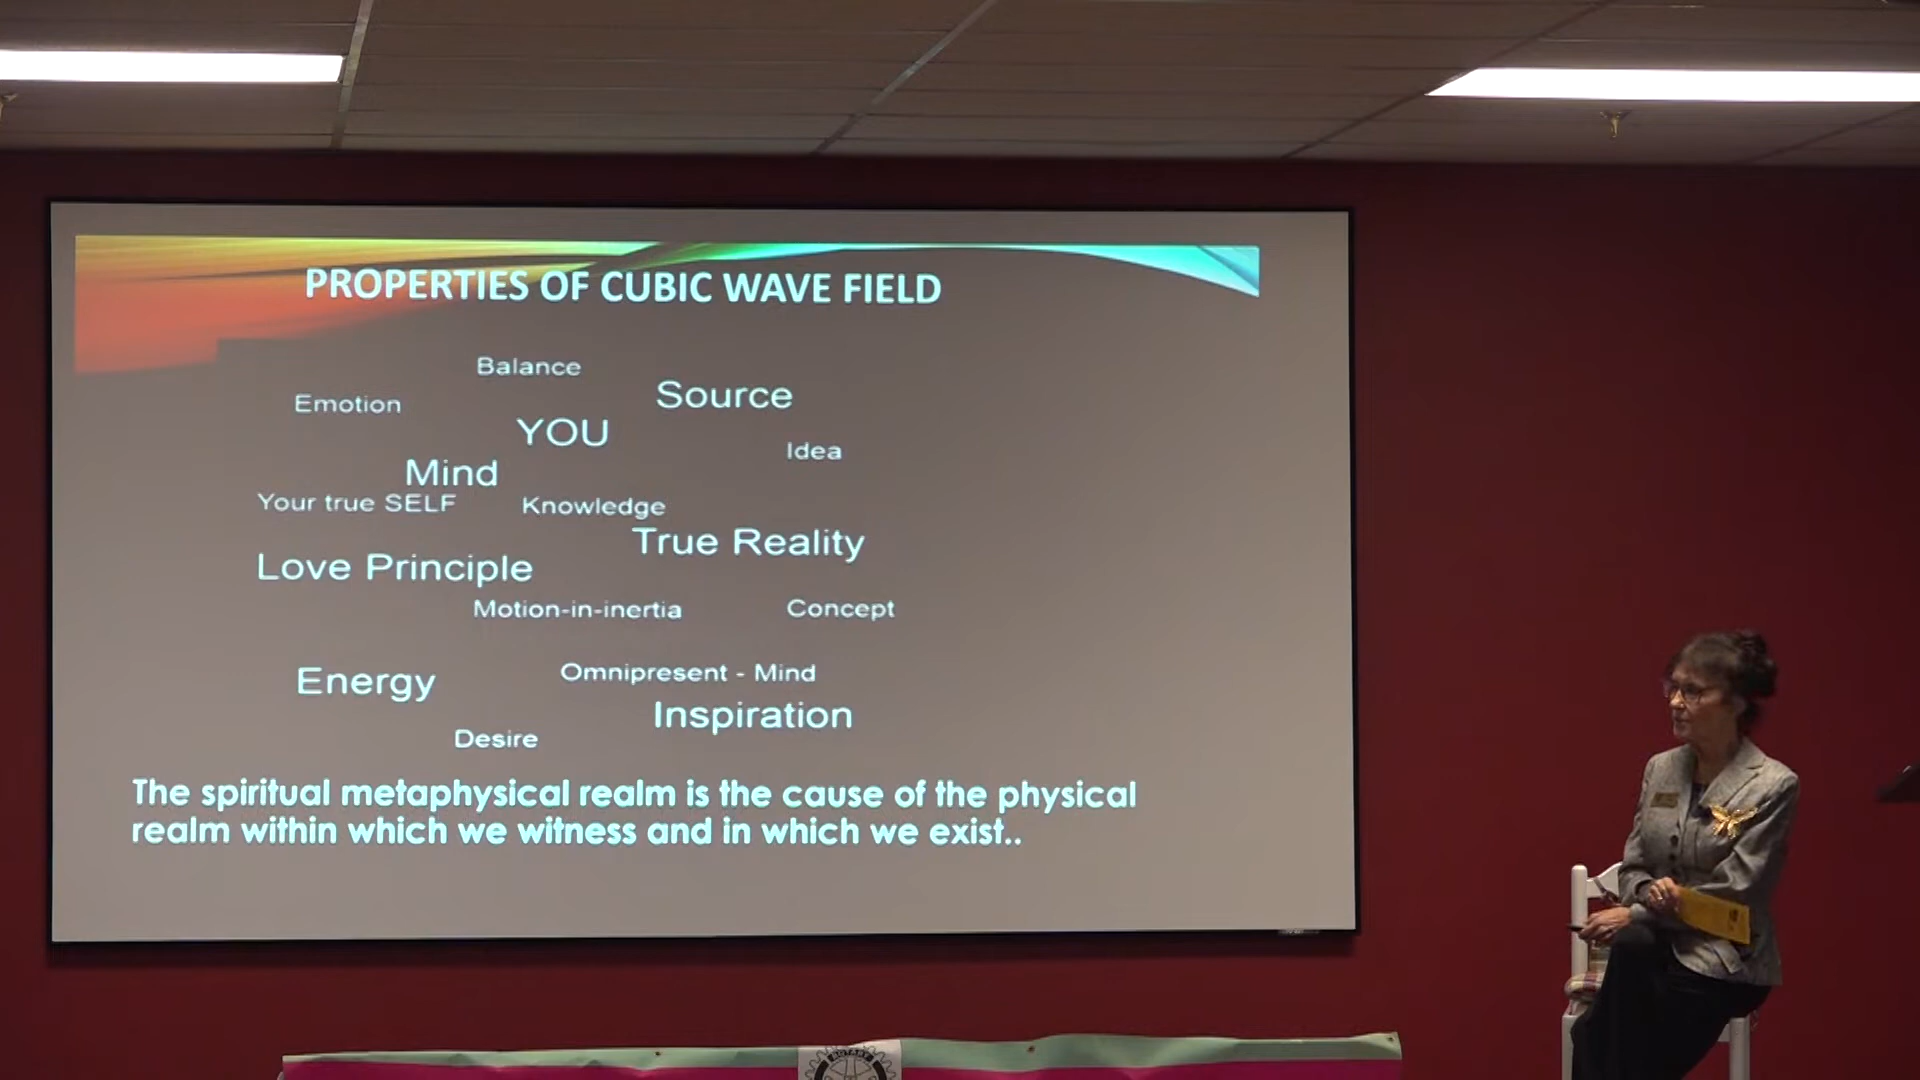 PROPERTIES OF CUBIC WAVE FIELD
Balance
Source
Emotion
YOU
Idea
Mind
Your true SELF
Knowledge
True Reality
Love Principle
Motion-in-inertia
Concept
Energy
Omnipresent - Mind
Inspiration
Desire
The spiritual metaphysical realm is the cause of the physical
realm within which we witness and in which we exist..
ROTARY